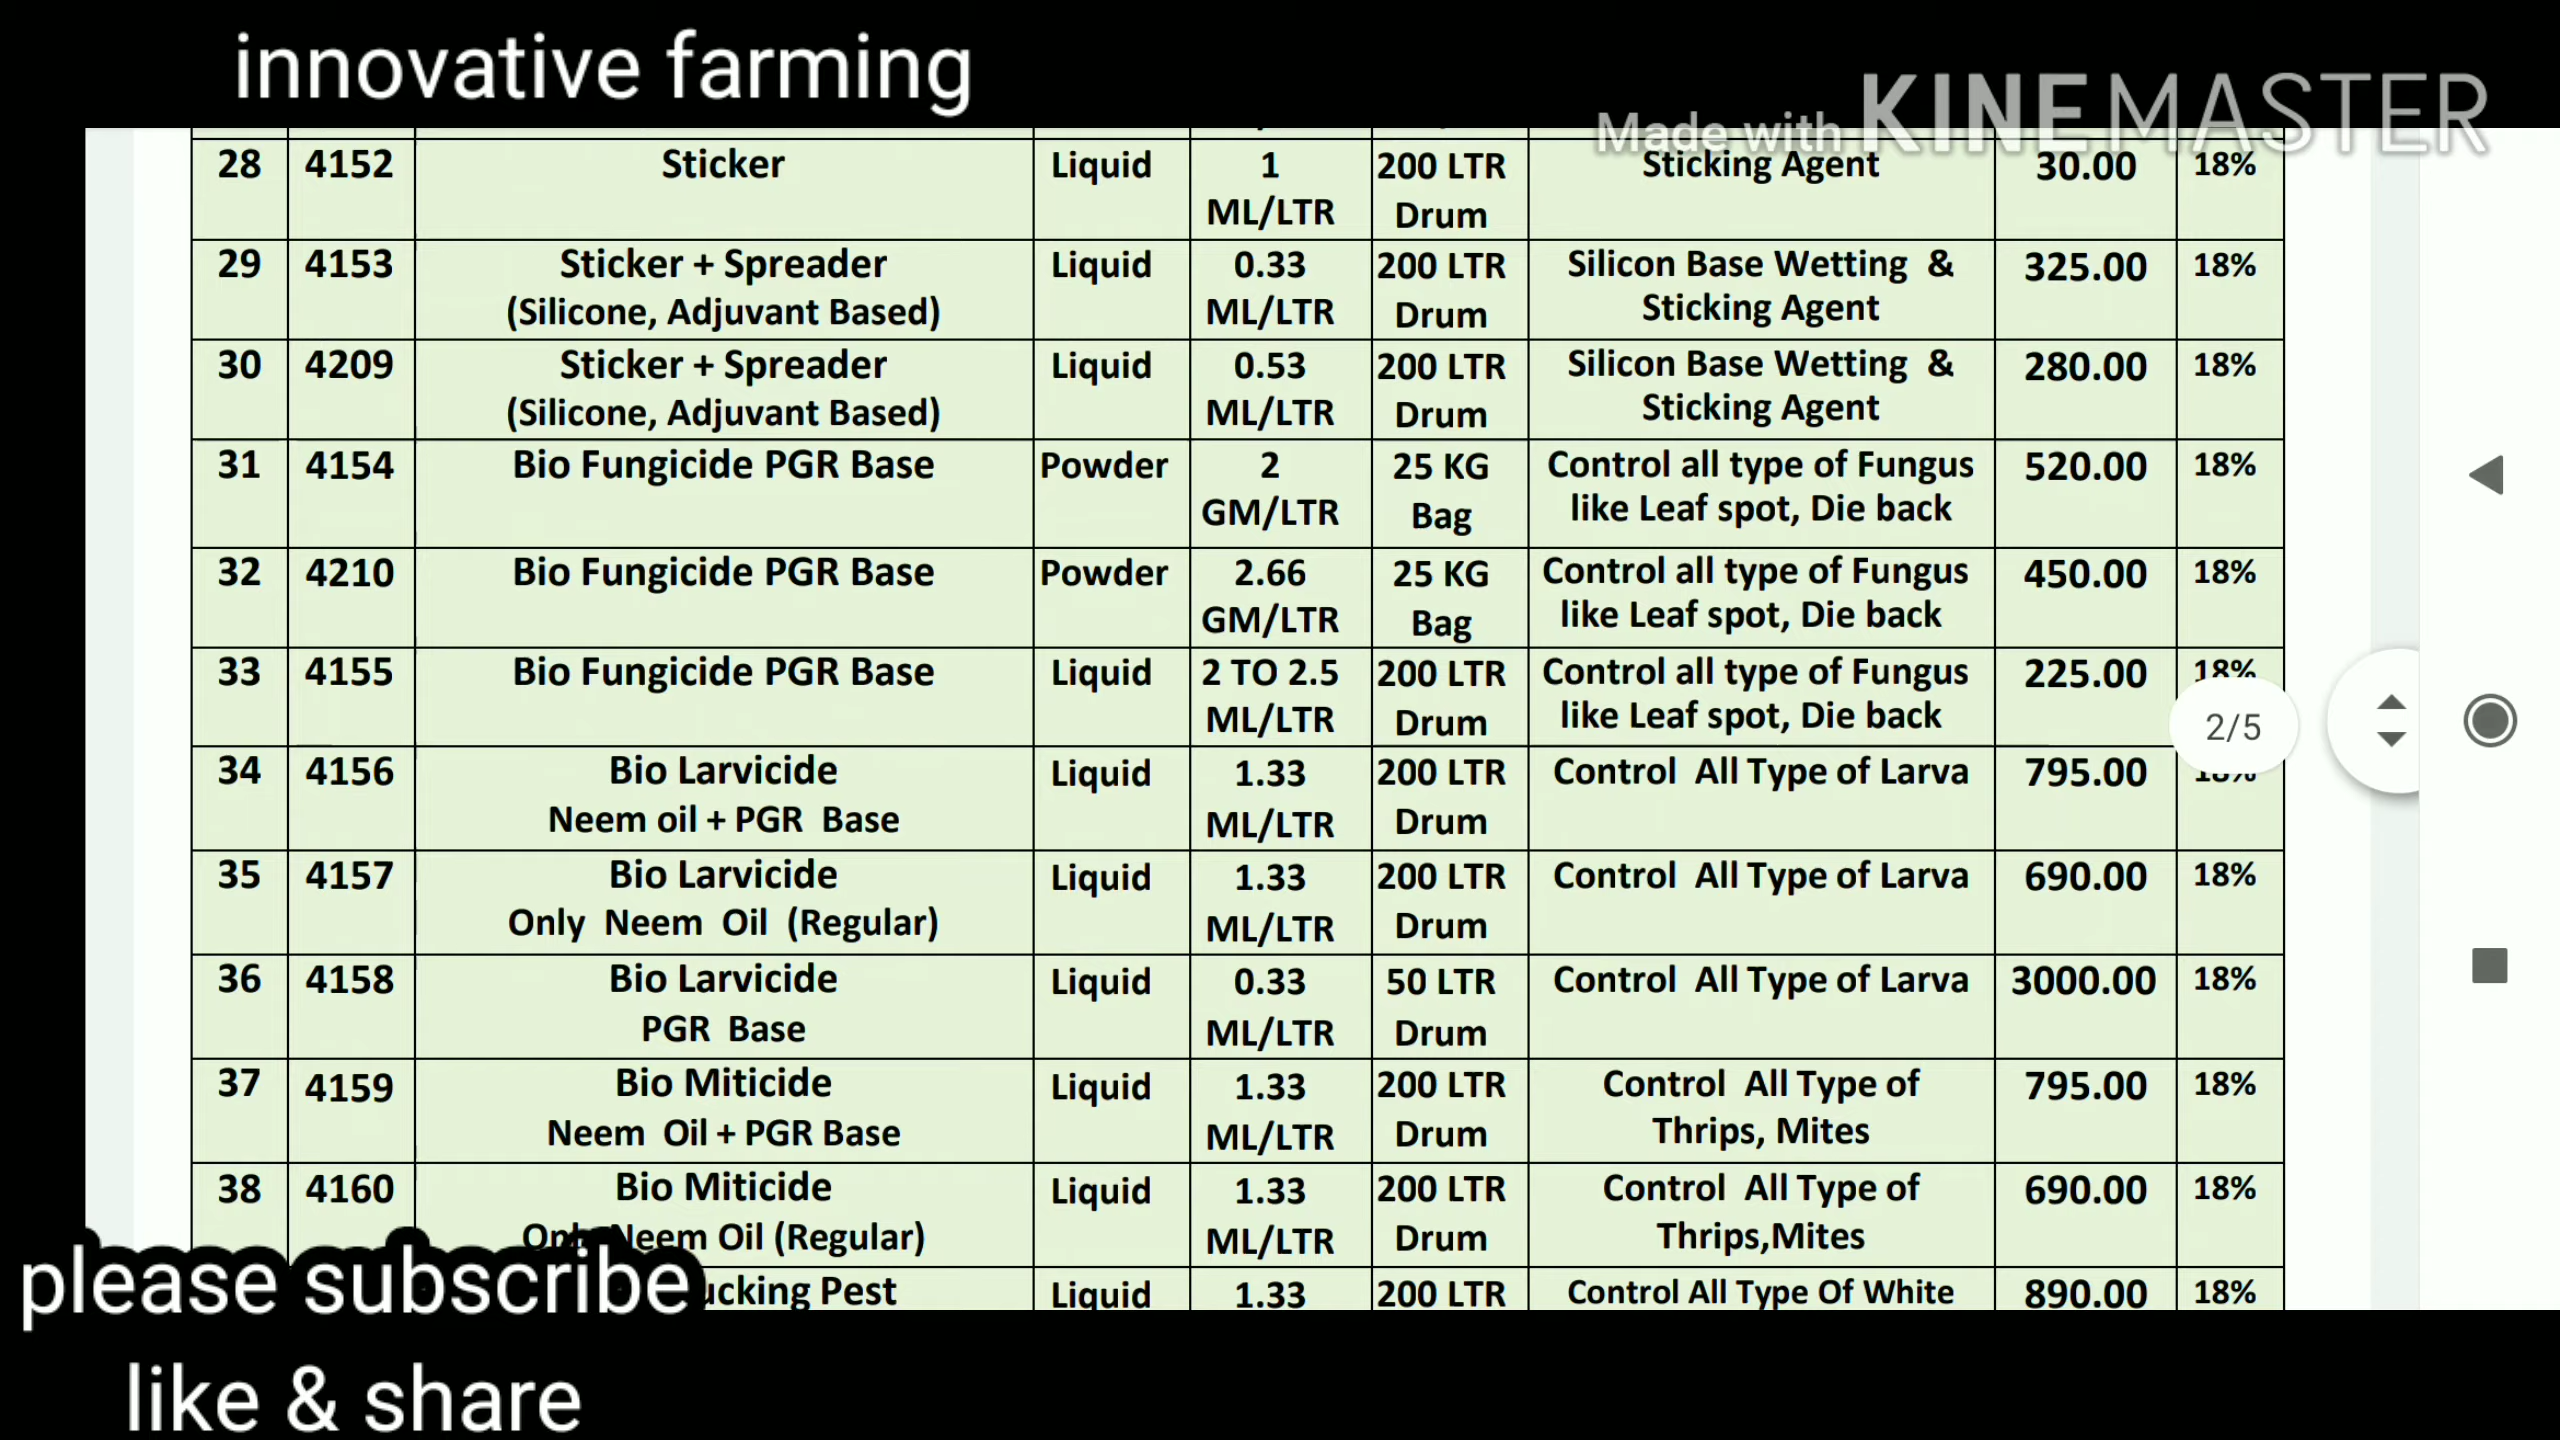 innovative farming
Made with KINEMASTER
28 4152 Sticker Liquid 1 200 LTR Sticking Agent 30.00 18%
ML/LTR Drum
29 4153 Sticker + Spreader Liquid 0.33 200 LTR Silicon Base Wetting & 325.00 18%
(Silicone, Adjuvant Based) ML/LTR Drum Sticking Agent
30 4209 Sticker + Spreader Liquid 0.53 200 LTR Silicon Base Wetting & 280.00 18%
(Silicone, Adjuvant Based) ML/LTR Drum Sticking Agent
31 4154 Bio Fungicide PGR Base Powder 2 25 KG Control all type of Fungus 520.00 18%
GM/LTR Bag like Leaf spot, Die back
32 4210 Bio Fungicide PGR Base Powder 2.66 25 KG Control all type of Fungus 450.00 18%
GM/LTR Bag like Leaf spot, Die back
33 4155 Bio Fungicide PGR Base Liquid 2 TO 2.5 200 LTR Control all type of Fungus 225.00 18%
ML/LTR Drum like Leaf spot, Die back
2/5
34 4156 Bio Larvicide Liquid 1.33 200 LTR Control All Type of Larva 795.00
Neem oil + PGR Base ML/LTR Drum
35 4157 Bio Larvicide Liquid 1.33 200 LTR Control All Type of Larva 690.00 18%
Only Neem Oil (Regular) ML/LTR Drum
36 4158 Bio Larvicide Liquid 0.33 50 LTR Control All Type of Larva 3000.00 18%
PGR Base ML/LTR Drum
37 4159 Bio Miticide Liquid 1.33 200 LTR Control All Type of 795.00 18%
Neem Oil + PGR Base ML/LTR Drum Thrips, Mites
38 4160 Bio Miticide Liquid 1.33 200 LTR Control All Type of 690.00 18%
Neem Oil (Regular) ML/LTR Drum Thrips,Mites
Pest Liquid 1.33 200 LTR Control All Type Of White 890.00 18%
please subscribe
like & share